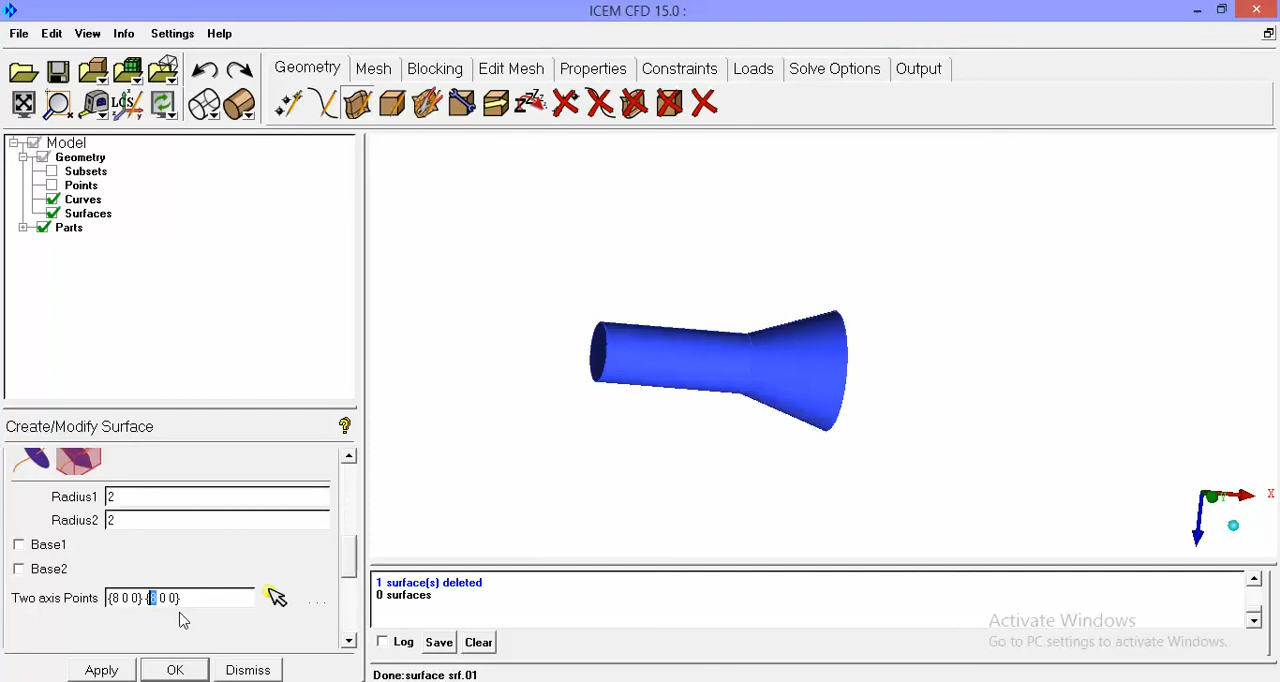 ICEM CFD 15.0 :
File Edit View Info Settings Help
Geometry Mesh Blocking Edit Mesh Properties Constraints Loads Solve Options Output
Model
Geometry
Subsets
Points
Curves
Surfaces
Parts
Create/Modify Surface
Radius1 2
Radius2 2
Base1
Base2
Two axis Points {8 0 0} { 0 0}
. . .
Apply OK Dismiss
X
1 surface(s) deleted
0 surfaces
Log Save Clear
Done:surface srf.01
Activate Windows
Go to PC settings to activate Windows.